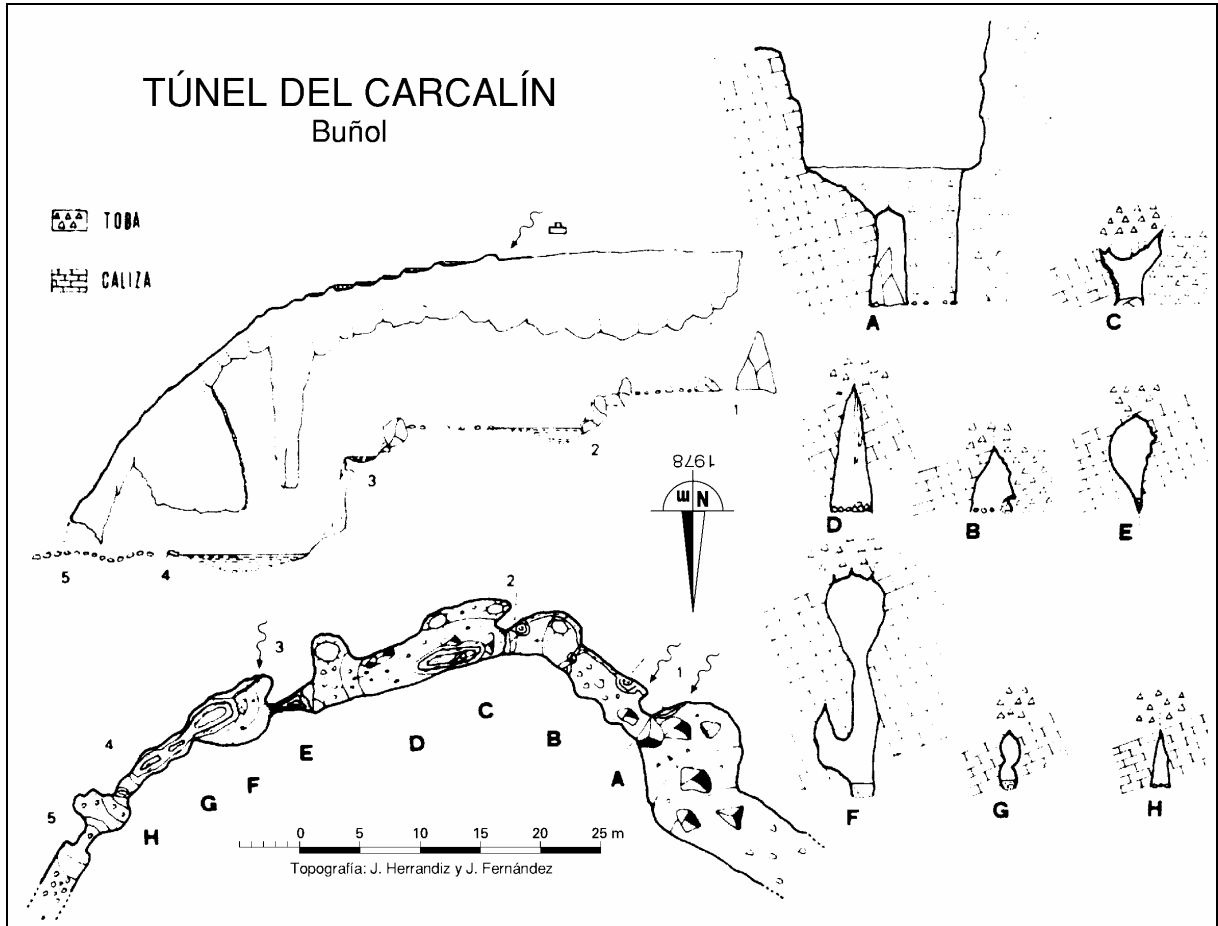 TÚNEL DEL CARCALÍN
Buñol
TOBA
CALIZA
A
C
1
2
3
D
B
E
1978
E N
5
4
2
3
1
C
B
A
D
E
F
G
H
4
5
F
G
H
0 5 10 15 20 25 m
Topografía: J. Herrandiz y J. Fernández